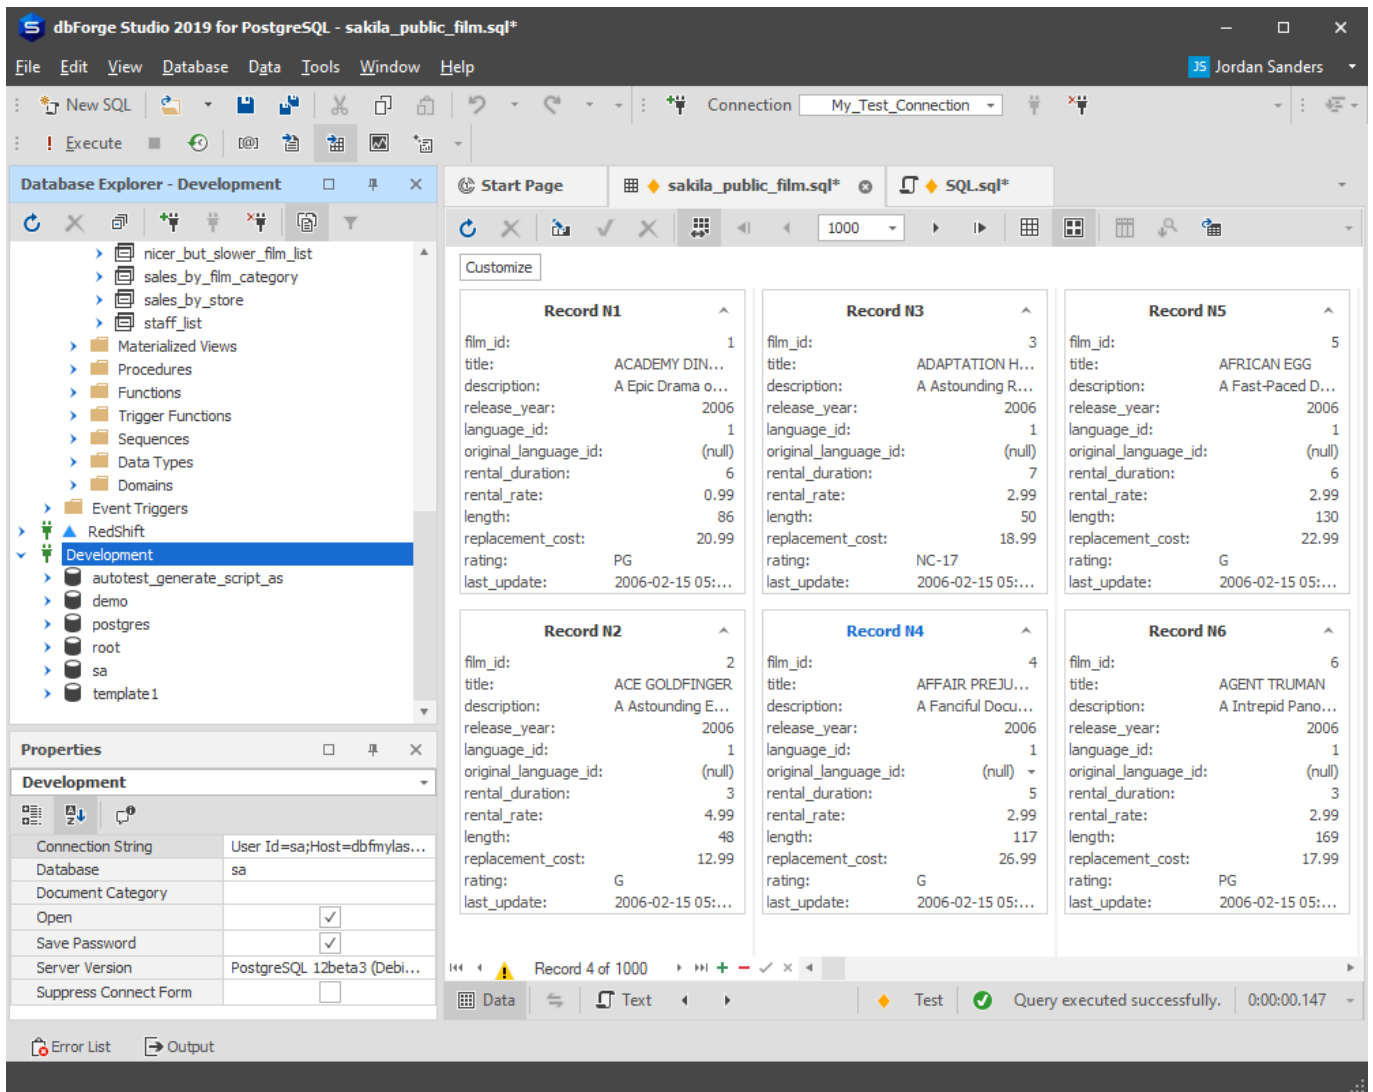 dbForge Studio 2019 for PostgreSQL - sakila_public_film.sql*
File Edit View Database Data Tools Window Help
JS Jordan Sanders
New SQL
Connection My_Test_Connection
Execute
Database Explorer - Development
nicer_but_slower_film_list
sales_by_film_category
sales_by_store
staff_list
Materialized Views
Procedures
Functions
Trigger Functions
Sequences
Data Types
Domains
Event Triggers
RedShift
Development
autotest_generate_script_as
demo
postgres
root
sa
template1
Properties
Development
Connection String User Id=sa;Host=dbfmylas...
Database sa
Document Category
Open
Save Password
Server Version PostgreSQL 12beta3 (Debi...
Suppress Connect Form
Start Page sakila_public_film.sql* SQL.sql*
1000
Customize
Record N1
film_id: 1
title: ACADEMY DIN...
description: A Epic Drama o...
release_year: 2006
language_id: 1
original_language_id: (null)
rental_duration: 6
rental_rate: 0.99
length: 86
replacement_cost: 20.99
rating: PG
last_update: 2006-02-15 05:...
Record N2
film_id: 2
title: ACE GOLDFINGER
description: A Astounding E...
release_year: 2006
language_id: 1
original_language_id: (null)
rental_duration: 3
rental_rate: 4.99
length: 48
replacement_cost: 12.99
rating: G
last_update: 2006-02-15 05:...
Record N3
film_id: 3
title: ADAPTATION H...
description: A Astounding R...
release_year: 2006
language_id: 1
original_language_id: (null)
rental_duration: 7
rental_rate: 2.99
length: 50
replacement_cost: 18.99
rating: NC-17
last_update: 2006-02-15 05:...
Record N4
film_id: 4
title: AFFAIR PREJU...
description: A Fanciful Docu...
release_year: 2006
language_id: 1
original_language_id: (null)
rental_duration: 5
rental_rate: 2.99
length: 117
replacement_cost: 26.99
rating: G
last_update: 2006-02-15 05:...
Record N5
film_id: 5
title: AFRICAN EGG
description: A Fast-Paced D...
release_year: 2006
language_id: 1
original_language_id: (null)
rental_duration: 6
rental_rate: 2.99
length: 130
replacement_cost: 22.99
rating: G
last_update: 2006-02-15 05:...
Record N6
film_id: 6
title: AGENT TRUMAN
description: A Intrepid Pano...
release_year: 2006
language_id: 1
original_language_id: (null)
rental_duration: 3
rental_rate: 2.99
length: 169
replacement_cost: 17.99
rating: PG
last_update: 2006-02-15 05:...
Record 4 of 1000
Data Text Test Query executed successfully. 0:00:00.147
Error List Output